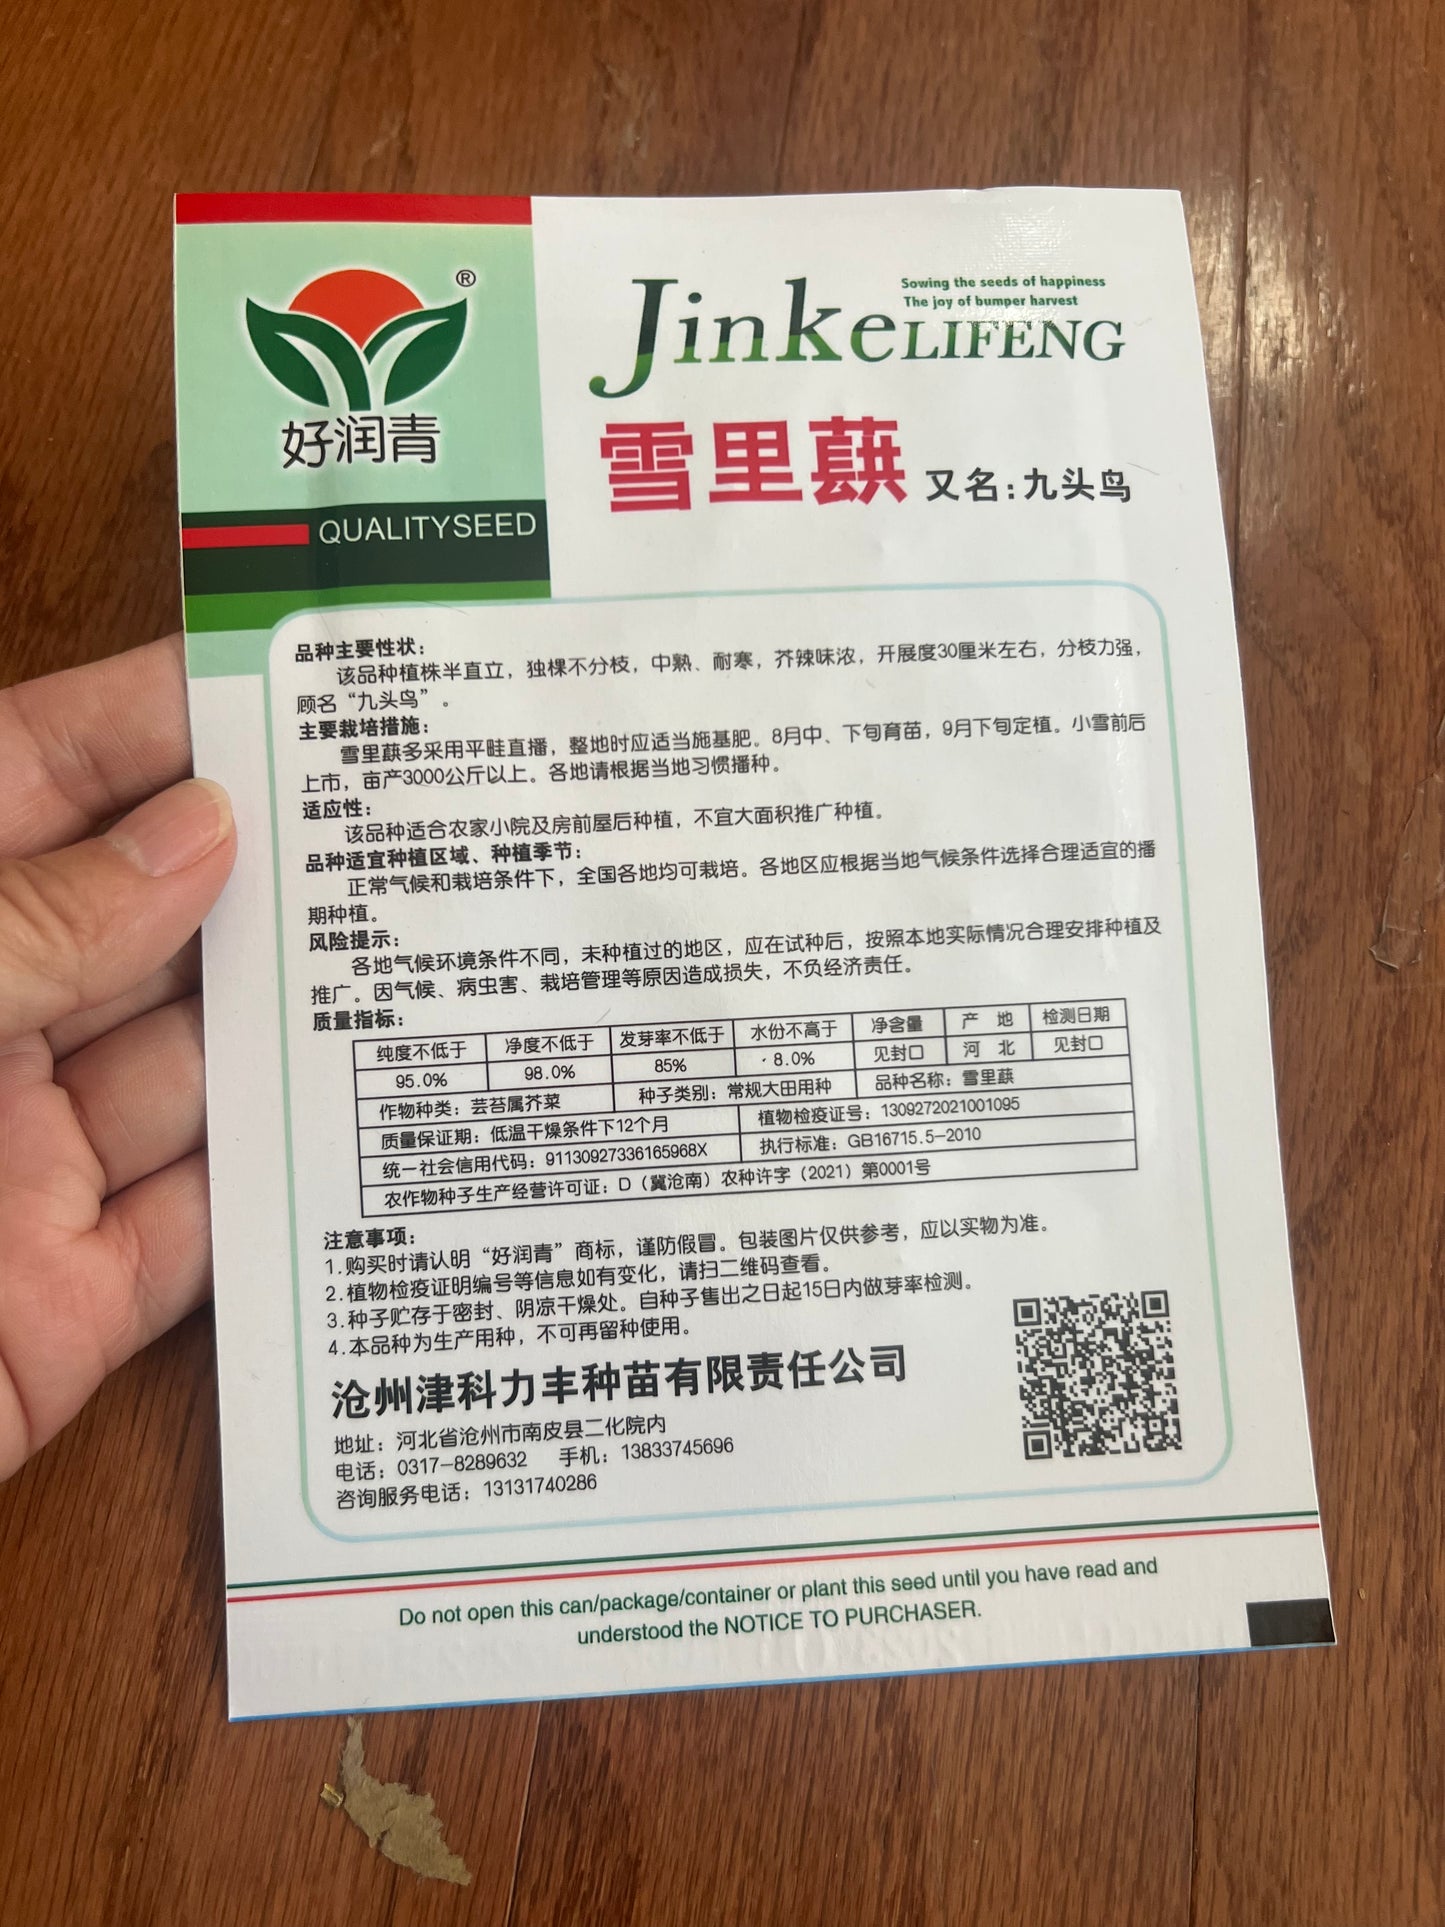 ®
好润青
QUALITYSEED
Sowing the seeds of happiness
The joy of bumper harvest
JinkeLIFENG
雪里蕻 又名:九头鸟
品种主要性状:
该品种植株半直立，独棵不分枝，中熟、耐寒，芥辣味浓，开展度30厘米左右，分枝力强，
顾名“九头鸟”。
主要栽培措施:
雪里蕻多采用平畦直播，整地时应适当施基肥。8月中、下旬育苗，9月下旬定植。小雪前后
上市，亩产3000公斤以上。各地请根据当地习惯播种。
适应性:
该品种适合农家小院及房前屋后种植，不宜大面积推广种植。
品种适宜种植区域、种植季节:
正常气候和栽培条件下，全国各地均可栽培。各地区应根据当地气候条件选择合理适宜的播
期种植。
风险提示:
各地气候环境条件不同，未种植过的地区，应在试种后，按照本地实际情况合理安排种植及
推广。因气候、病虫害、栽培管理等原因造成损失，不负经济责任。
质量指标:
纯度不低于 净度不低于 发芽率不低于 水份不高于 净含量 产 地 检测日期
95.0% 98.0% 85% 8.0% 见封口 河 北 见封口
作物种类: 芸苔属芥菜 种子类别: 常规大田用种 品种名称: 雪里蕻
质量保证期: 低温干燥条件下12个月 植物检疫证号: 1309272021001095
统一社会信用代码: 91130927336165968X 执行标准: GB16715.5-2010
农作物种子生产经营许可证: D（冀沧南）农种许字（2021）第0001号
注意事项:
1.购买时请认明“好润青”商标，谨防假冒。包装图片仅供参考，应以实物为准。
2.植物检疫证明编号等信息如有变化，请扫二维码查看。
3.种子贮存于密封、阴凉干燥处。自种子售出之日起15日内做芽率检测。
4.本品种为生产用种，不可再留种使用。
沧州津科力丰种苗有限责任公司
地址: 河北省沧州市南皮县二化院内
电话: 0317-8289632 手机: 13833745696
咨询服务电话: 13131740286
Do not open this can/package/container or plant this seed until you have read and
understood the NOTICE TO PURCHASER.